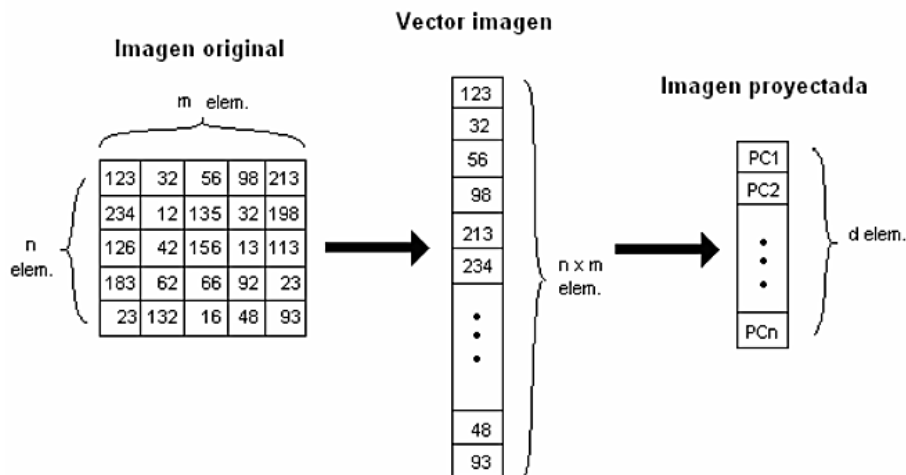 Imagen original
m elem.
n
elem.
123 32 56 98 213
234 12 135 32 198
126 42 156 13 113
183 62 66 92 23
23 132 16 48 93
Vector imagen
123
32
56
98
213
234
48
93
n x m
elem.
Imagen proyectada
PC1
PC2
PCn
d elem.